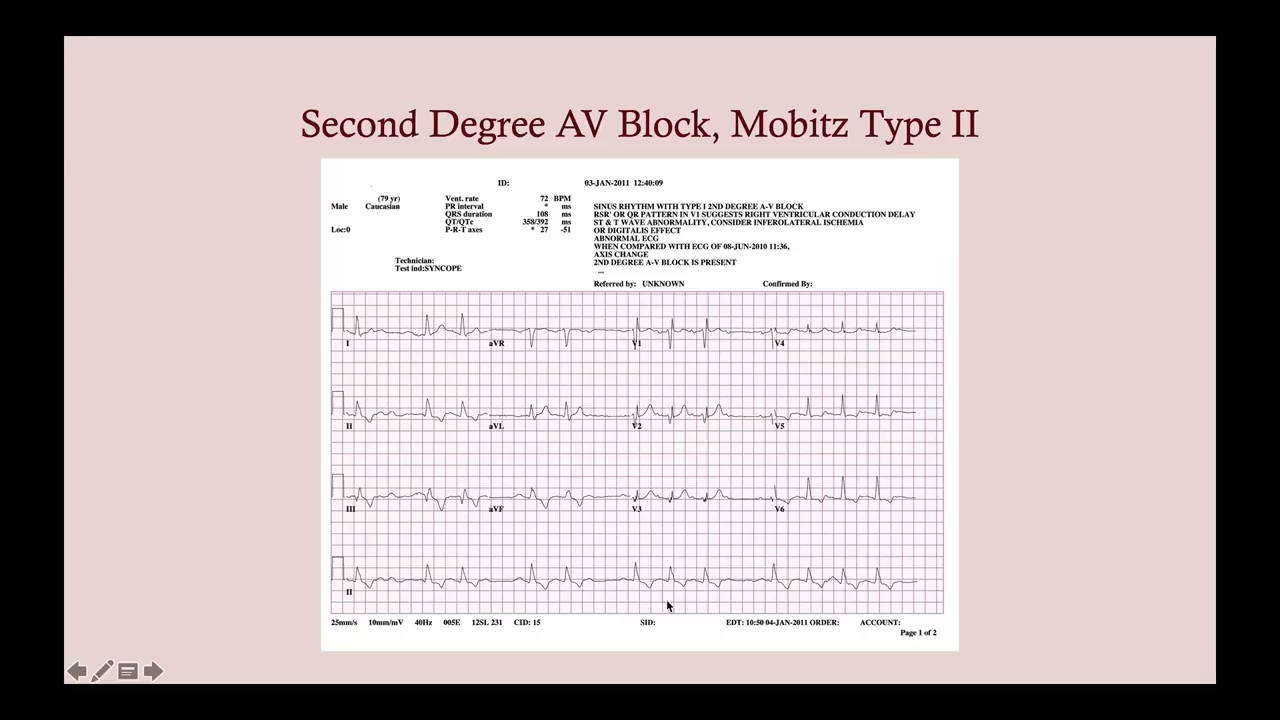 Second Degree AV Block, Mobitz Type II
ID: 03-JAN-2011 12:40:09
(79 yr) Vent. rate 72 BPM
Male Caucasian PR interval * ms SINUS RHYTHM WITH TYPE I 2ND DEGREE A-V BLOCK
QRS duration 108 ms RSR' OR QR PATTERN IN V1 SUGGESTS RIGHT VENTRICULAR CONDUCTION DELAY
QT/QTc 358/392 ms ST & T WAVE ABNORMALITY, CONSIDER INFEROLATERAL ISCHEMIA
Loc:0 P-R-T axes * 27 -51 OR DIGITALIS EFFECT
ABNORMAL ECG
WHEN COMPARED WITH ECG OF 08-JUN-2010 11:36,
AXIS CHANGE
Technician: 2ND DEGREE A-V BLOCK IS PRESENT
Test ind:SYNCOPE ...
Referred by: UNKNOWN Confirmed By:
I aVR V1 V4
II aVL V2 V5
III aVF V3 V6
II
25mm/s 10mm/mV 40Hz 005E 12SL 231 CID: 15 SID: EDT: 10:50 04-JAN-2011 ORDER: ACCOUNT:
Page 1 of 2